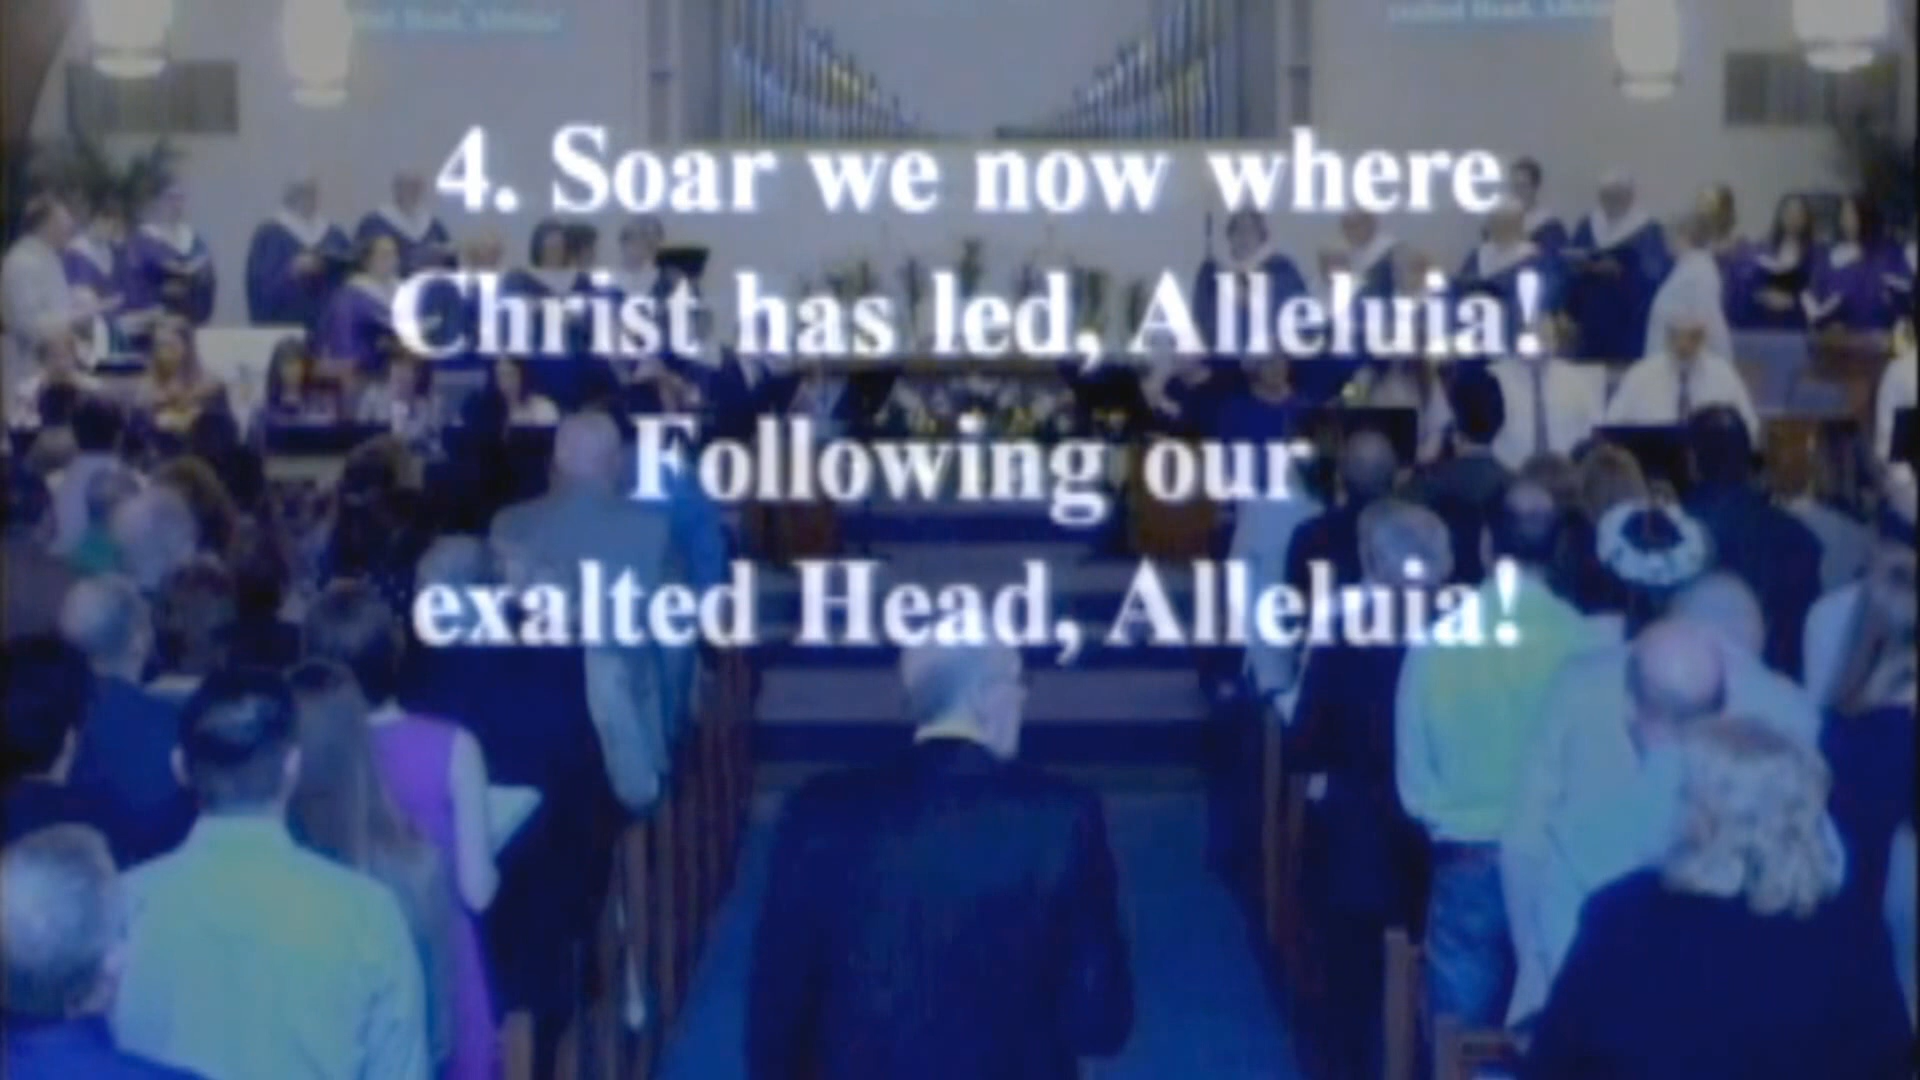 4. Soar we now where
Christ has led, Alleluia!
Following our
exalted Head, Alleluia!